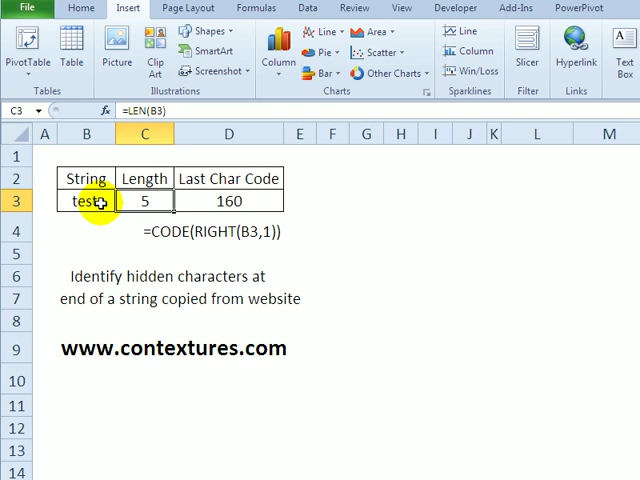 File Insert Page Layout Formulas Data Review View Developer Add-Ins PowerPivot
PivotTable Table Picture Clip Art Shapes SmartArt Screenshot Column Line Pie Bar Area Scatter Other Charts Line Column Win/Loss Slicer Hyperlink Text Box
Tables Illustrations Charts Sparklines Filter Links
C3 fx =LEN(B3)
A B C D E F G H I J K L M
1
2 String Length Last Char Code
3 test 5 160
4 =CODE(RIGHT(B3,1))
5
6 Identify hidden characters at
7 end of a string copied from website
8
9 www.contextures.com
10
11
12
13
14